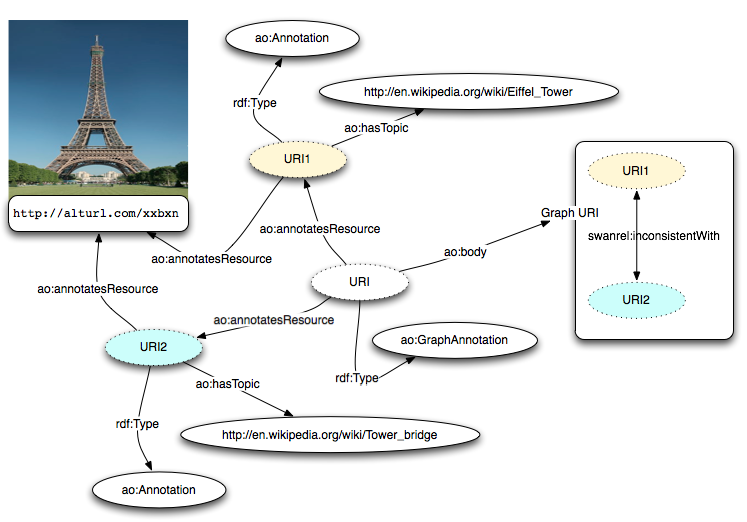 ao:Annotation
http://en.wikipedia.org/wiki/Eiffel_Tower
rdf:Type
ao:hasTopic
URI1
URI1
http://alturl.com/xxbxn
Graph URI
ao:annotatesResource
swanrel:inconsistentWith
ao:annotatesResource
ao:body
URI
ao:annotatesResource
URI2
ao:annotatesResource
ao:GraphAnnotation
URI2
rdf:Type
ao:hasTopic
rdf:Type
http://en.wikipedia.org/wiki/Tower_bridge
ao:Annotation